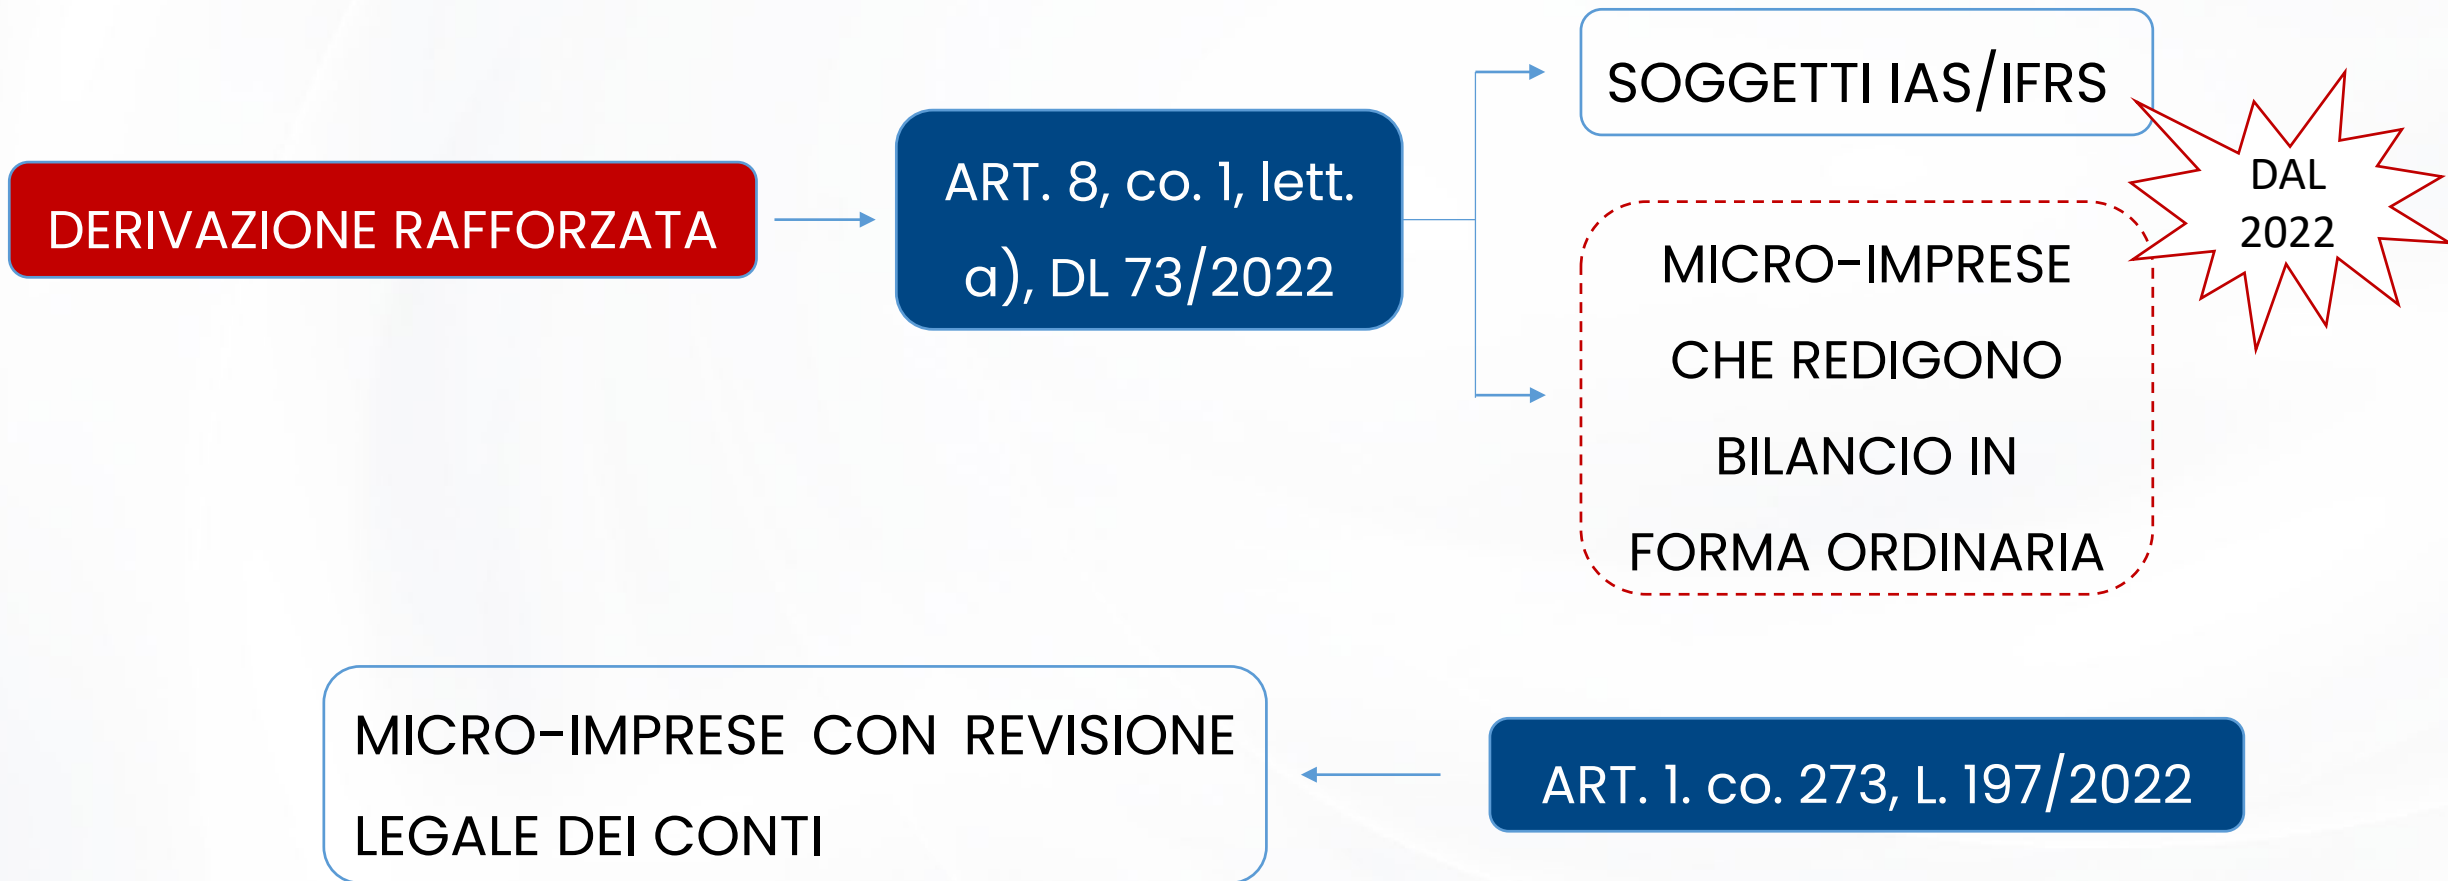 DERIVAZIONE RAFFORZATA
ART. 8, co. 1, lett.
a), DL 73/2022
SOGGETTI IAS/IFRS
DAL
2022
MICRO-IMPRESE
CHE REDIGONO
BILANCIO IN
FORMA ORDINARIA
MICRO-IMPRESE CON REVISIONE
LEGALE DEI CONTI
ART. 1. co. 273, L. 197/2022